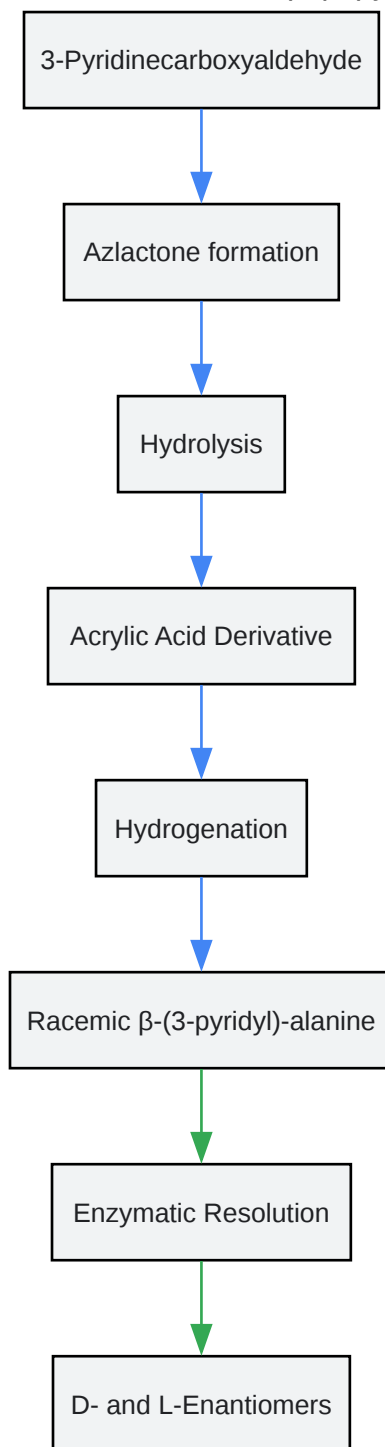 3-Pyridinecarboxyaldehyde
Azlactone formation
Hydrolysis
Acrylic Acid Derivative
Hydrogenation
Racemic β-(3-pyridyl)-alanine
Enzymatic Resolution
D- and L-Enantiomers